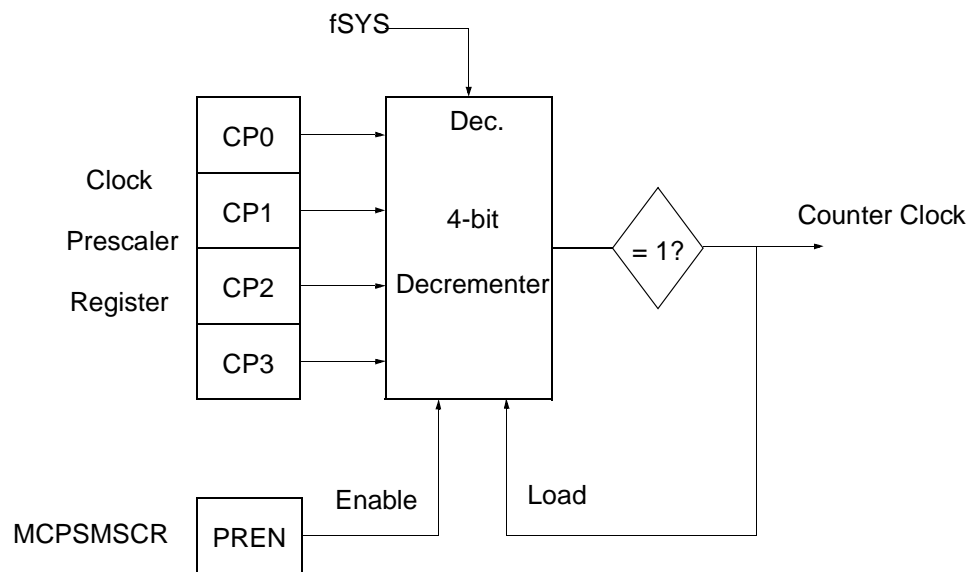 fSYS
CP0
CP1
CP2
CP3
Clock
Prescaler
Register
Dec.
4-bit
Decrementer
= 1?
Counter Clock
Enable
Load
MCPSMSCR
PREN